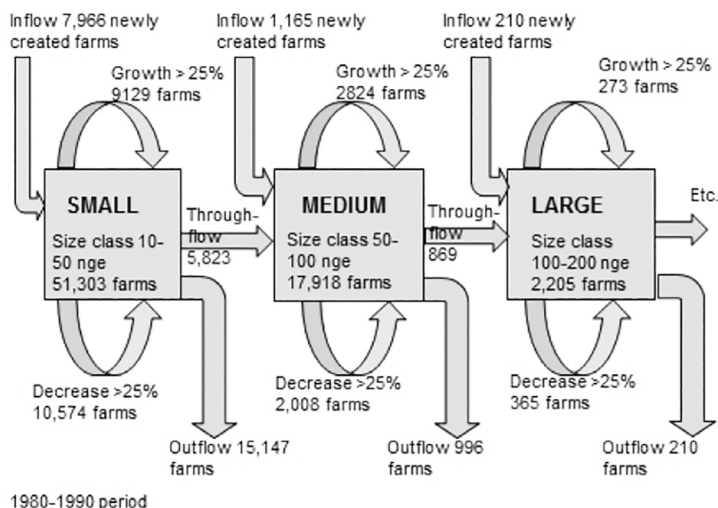 Inflow 7,966 newly
created farms
Inflow 1,165 newly
created farms
Inflow 210 newly
created farms
Growth > 25%
9129 farms
Growth > 25%
2824 farms
Growth > 25%
273 farms
SMALL
Size class 10-
50 nge
51,303 farms
Through-
flow
5,823
MEDIUM
Size class 50-
100 nge
17,918 farms
Through-
flow
869
LARGE
Size class
100-200 nge
2,205 farms
Etc.
Decrease >25%
10,574 farms
Decrease >25%
2,008 farms
Decrease >25%
365 farms
Outflow 15,147
farms
Outflow 996
farms
Outflow 210
farms
1980-1990 period